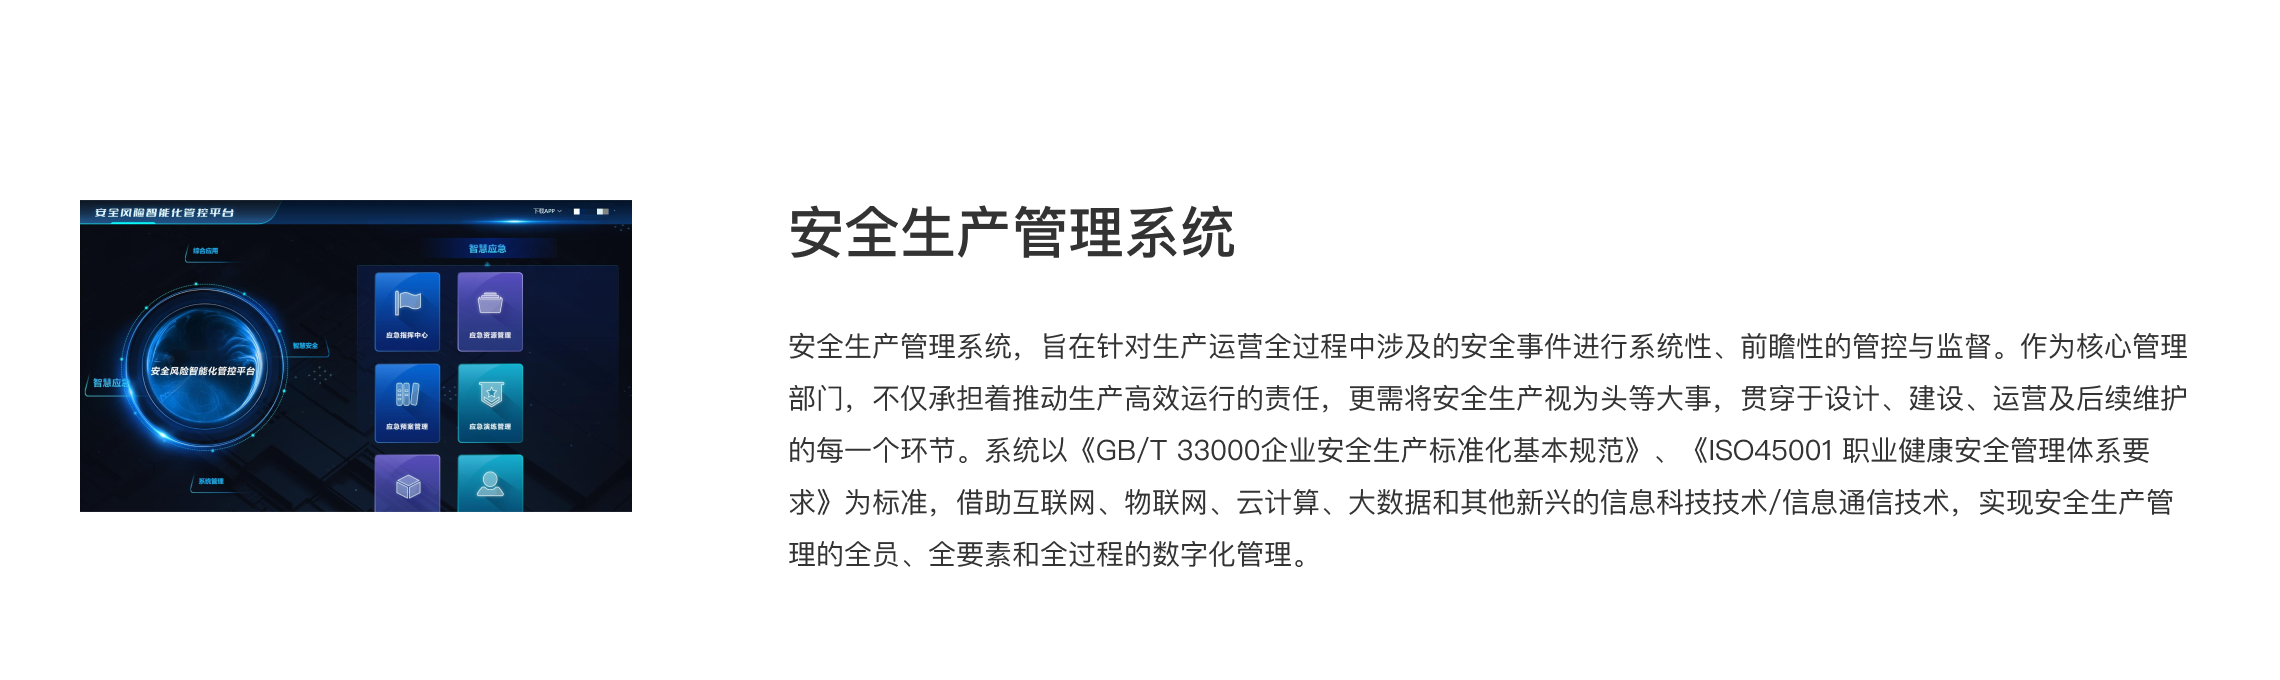 安全风险智能化管控平台
下载APP
综合应用
智慧应急
应急指挥中心
应急资源管理
智慧安全
安全风险智能化管控平台
智慧应急
应急预案管理
应急演练管理
系统管理
安全生产管理系统
安全生产管理系统，旨在针对生产运营全过程中涉及的安全事件进行系统性、前瞻性的管控与监督。作为核心管理
部门，不仅承担着推动生产高效运行的责任，更需将安全生产视为头等大事，贯穿于设计、建设、运营及后续维护
的每一个环节。系统以《GB/T 33000企业安全生产标准化基本规范》、《ISO45001 职业健康安全管理体系要
求》为标准，借助互联网、物联网、云计算、大数据和其他新兴的信息科技技术/信息通信技术，实现安全生产管
理的全员、全要素和全过程的数字化管理。